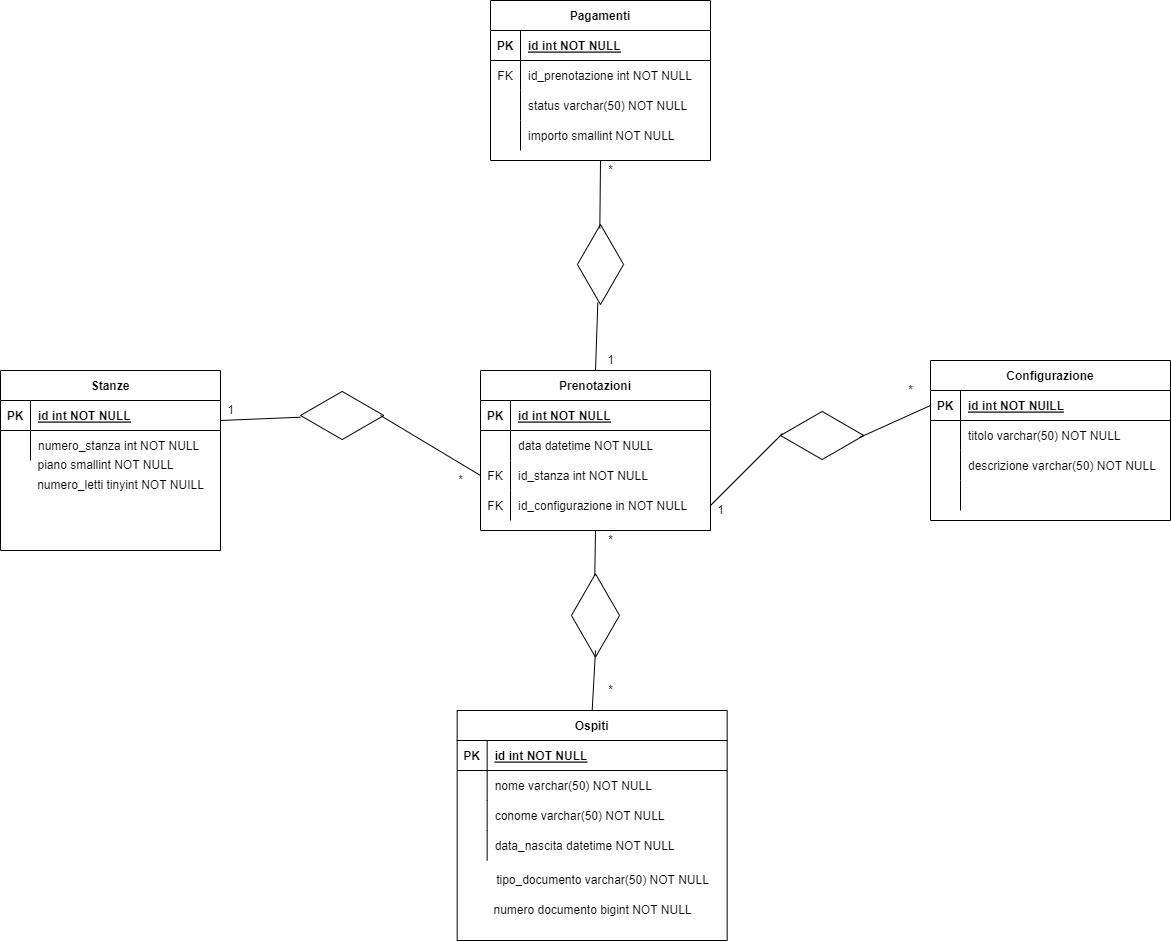 Pagamenti
PK id int NOT NULL
FK id_prenotazione int NOT NULL
status varchar(50) NOT NULL
importo smallint NOT NULL
*
1
Stanze
PK id int NOT NULL
numero_stanza int NOT NULL
piano smallint NOT NULL
numero_letti tinyint NOT NUILL
1
*
Prenotazioni
PK id int NOT NULL
data datetime NOT NULL
FK id_stanza int NOT NULL
FK id_configurazione in NOT NULL
*
1
Configurazione
PK id int NOT NUILL
titolo varchar(50) NOT NULL
descrizione varchar(50) NOT NULL
*
*
Ospiti
PK id int NOT NULL
nome varchar(50) NOT NULL
conome varchar(50) NOT NULL
data_nascita datetime NOT NULL
tipo_documento varchar(50) NOT NULL
numero documento bigint NOT NULL